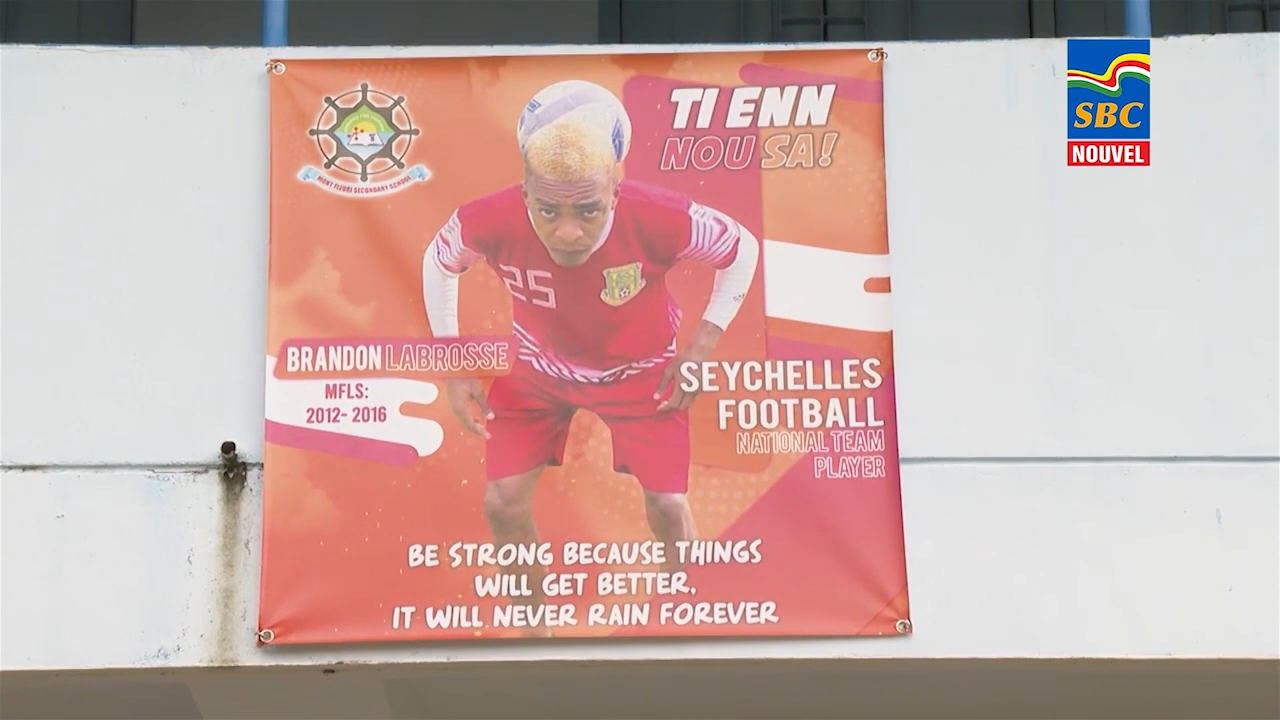 TI ENN
NOU SA!
MONT FLEURI SECONDARY SCHOOL
25
BRANDON LABROSSE
MFLS:
2012- 2016
SEYCHELLES
FOOTBALL
NATIONAL TEAM
PLAYER
BE STRONG BECAUSE THINGS
WILL GET BETTER.
IT WILL NEVER RAIN FOREVER
SBC
NOUVEL